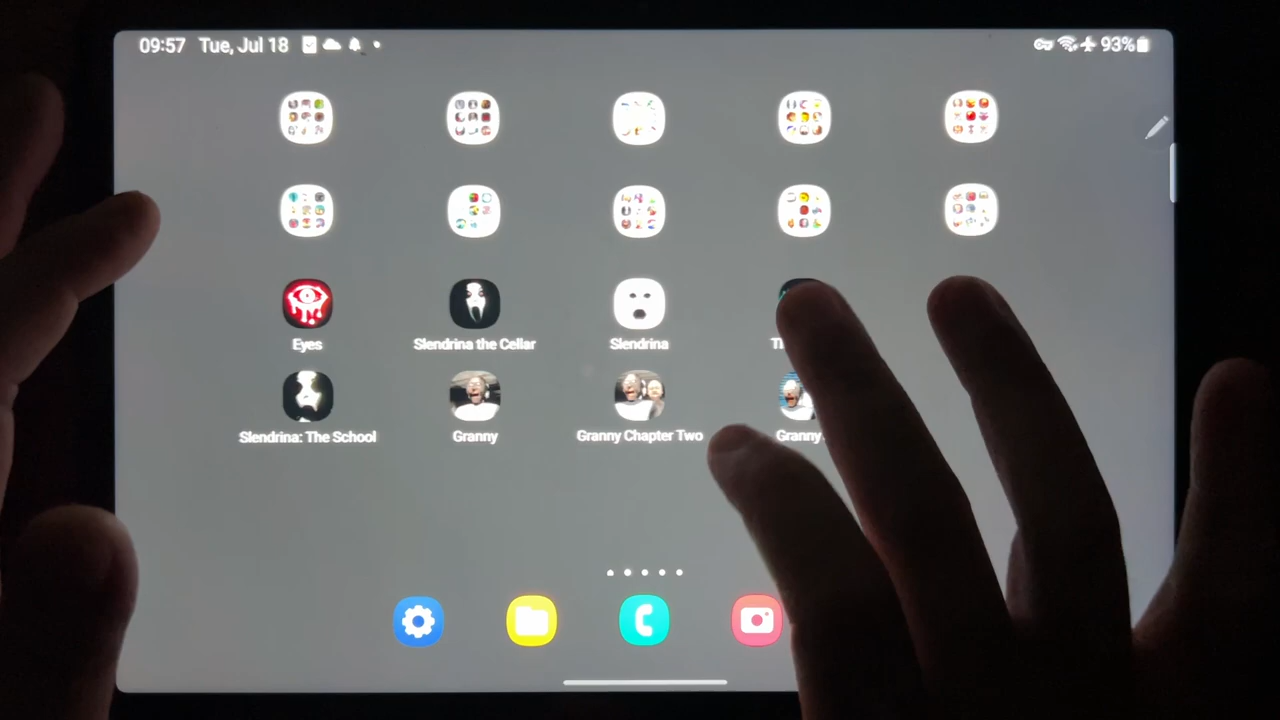 09:57 Tue, Jul 18
93%
Eyes
Slendrina the Cellar
Slendrina
Slendrina: The School
Granny
Granny Chapter Two
Granny